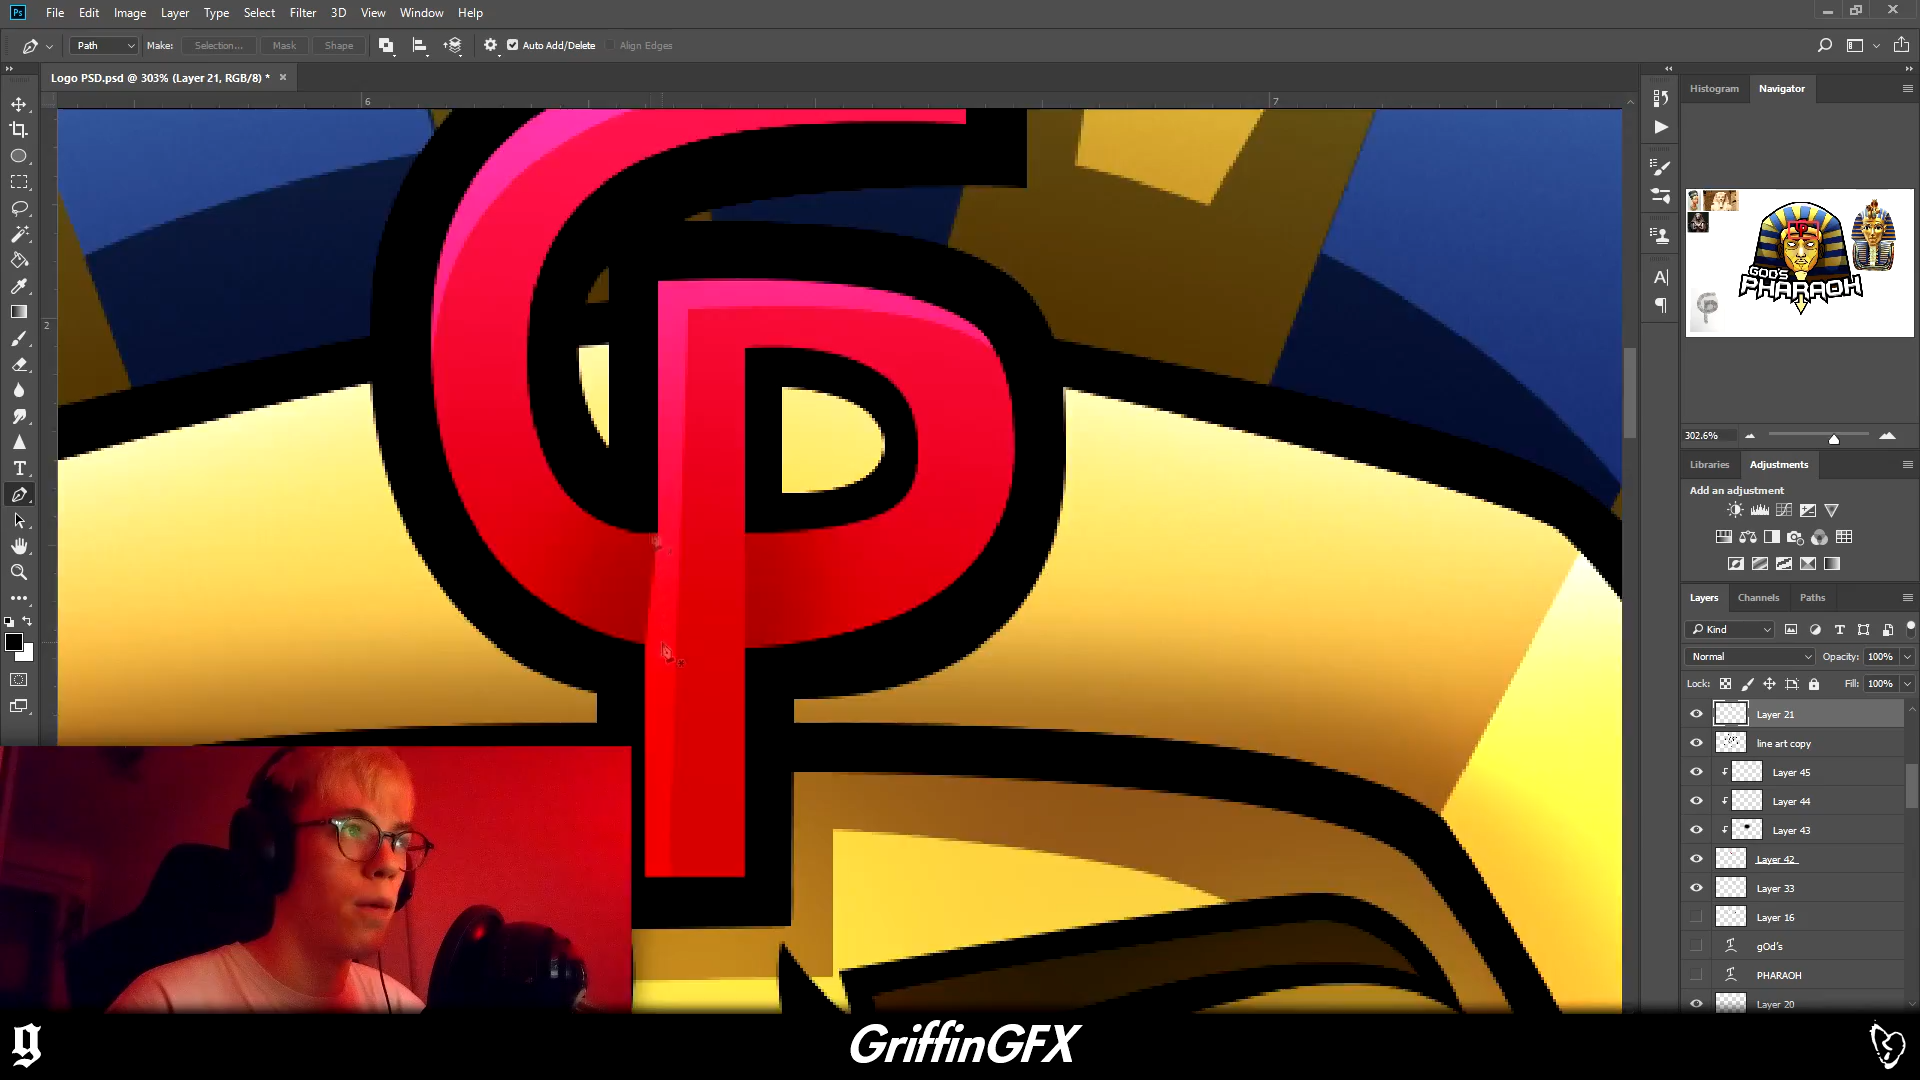 Ps File Edit Image Layer Type Select Filter 3D View Window Help
Path Make: Selection... Mask Shape Auto Add/Delete Align Edges
Logo PSD.psd @ 303% (Layer 21, RGB/8) *
6 7
2
Histogram Navigator
GOD'S
PHARAOH
302.6%
Libraries Adjustments
Add an adjustment
Layers Channels Paths
Kind
Normal Opacity: 100%
Lock: Fill: 100%
Layer 21
line art copy
Layer 45
Layer 44
Layer 43
Layer 42
Layer 33
Layer 16
gOd's
PHARAOH
Layer 20
g GriffinGFX